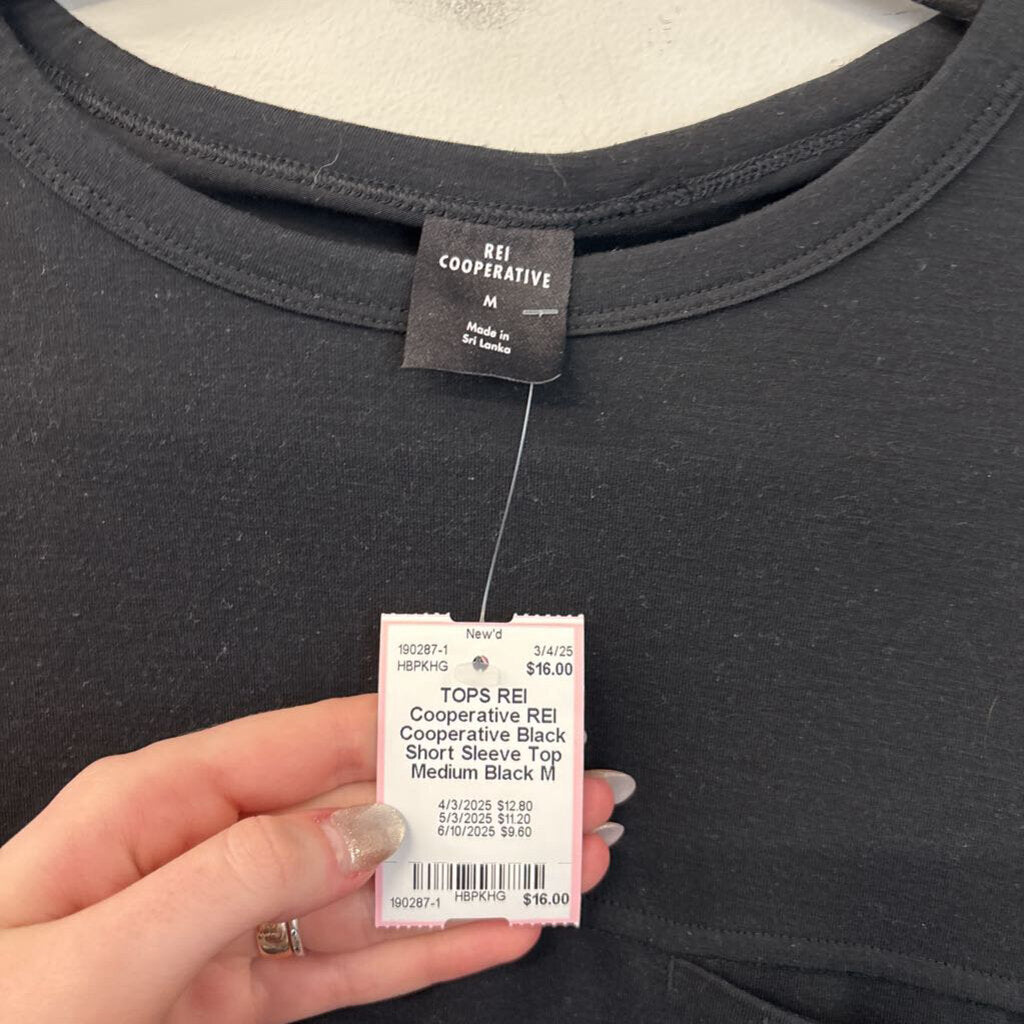 REI
COOPERATIVE
M
Made in
Sri Lanka
New'd
190287-1 3/4/25
HBPKHG $16.00
TOPS REI
Cooperative REI
Cooperative Black
Short Sleeve Top
Medium Black M
4/3/2025 $12.80
5/3/2025 $11.20
6/10/2025 $9.60
190287-1 HBPKHG $16.00